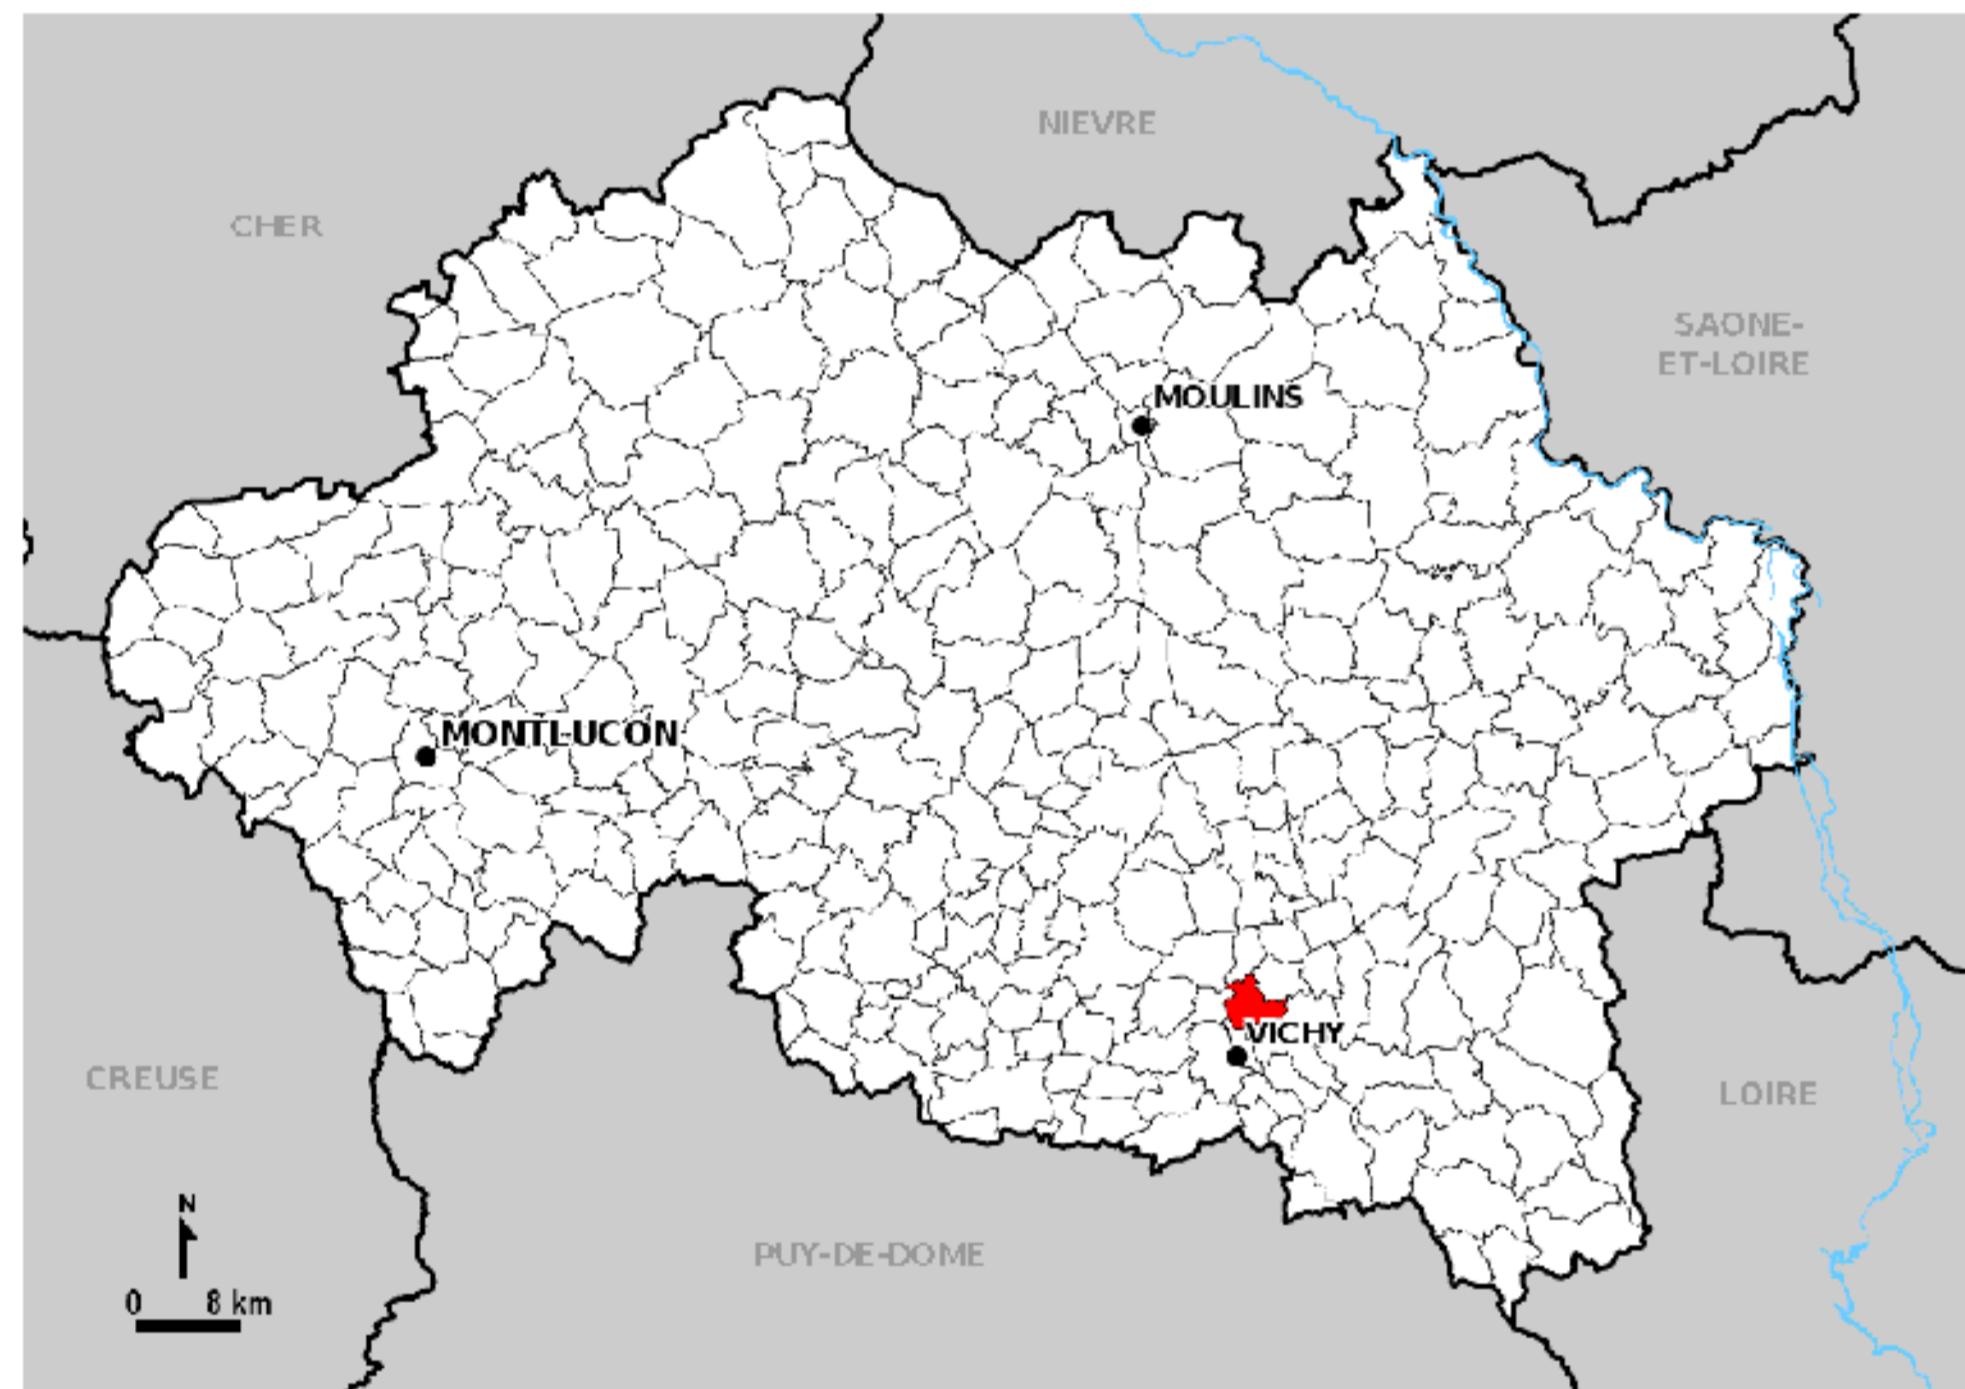 NIEVRE
CHER
SAONE-
ET-LOIRE
MOULINS
MONTLUCON
VICHY
CREUSE
LOIRE
N
PUY-DE-DOME
0 8 km